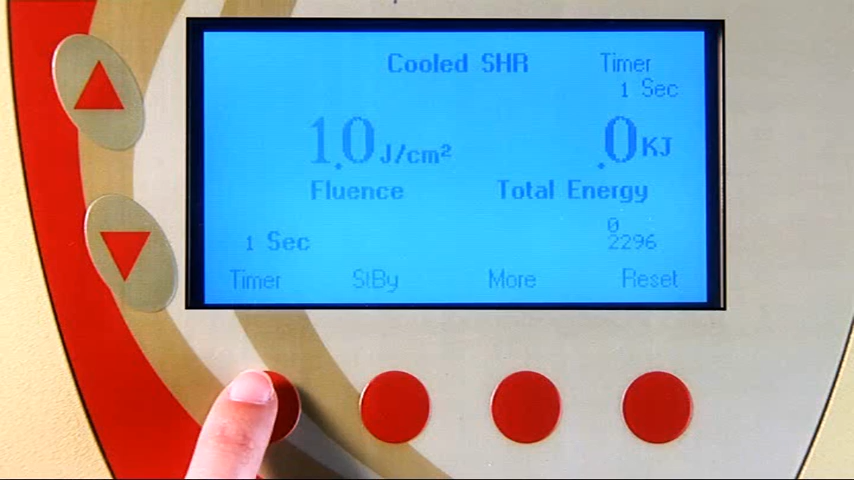 Cooled SHR Timer
1 Sec
1.0 J/cm² .0 KJ
Fluence Total Energy
0
1 Sec 2296
Timer StBy More Reset